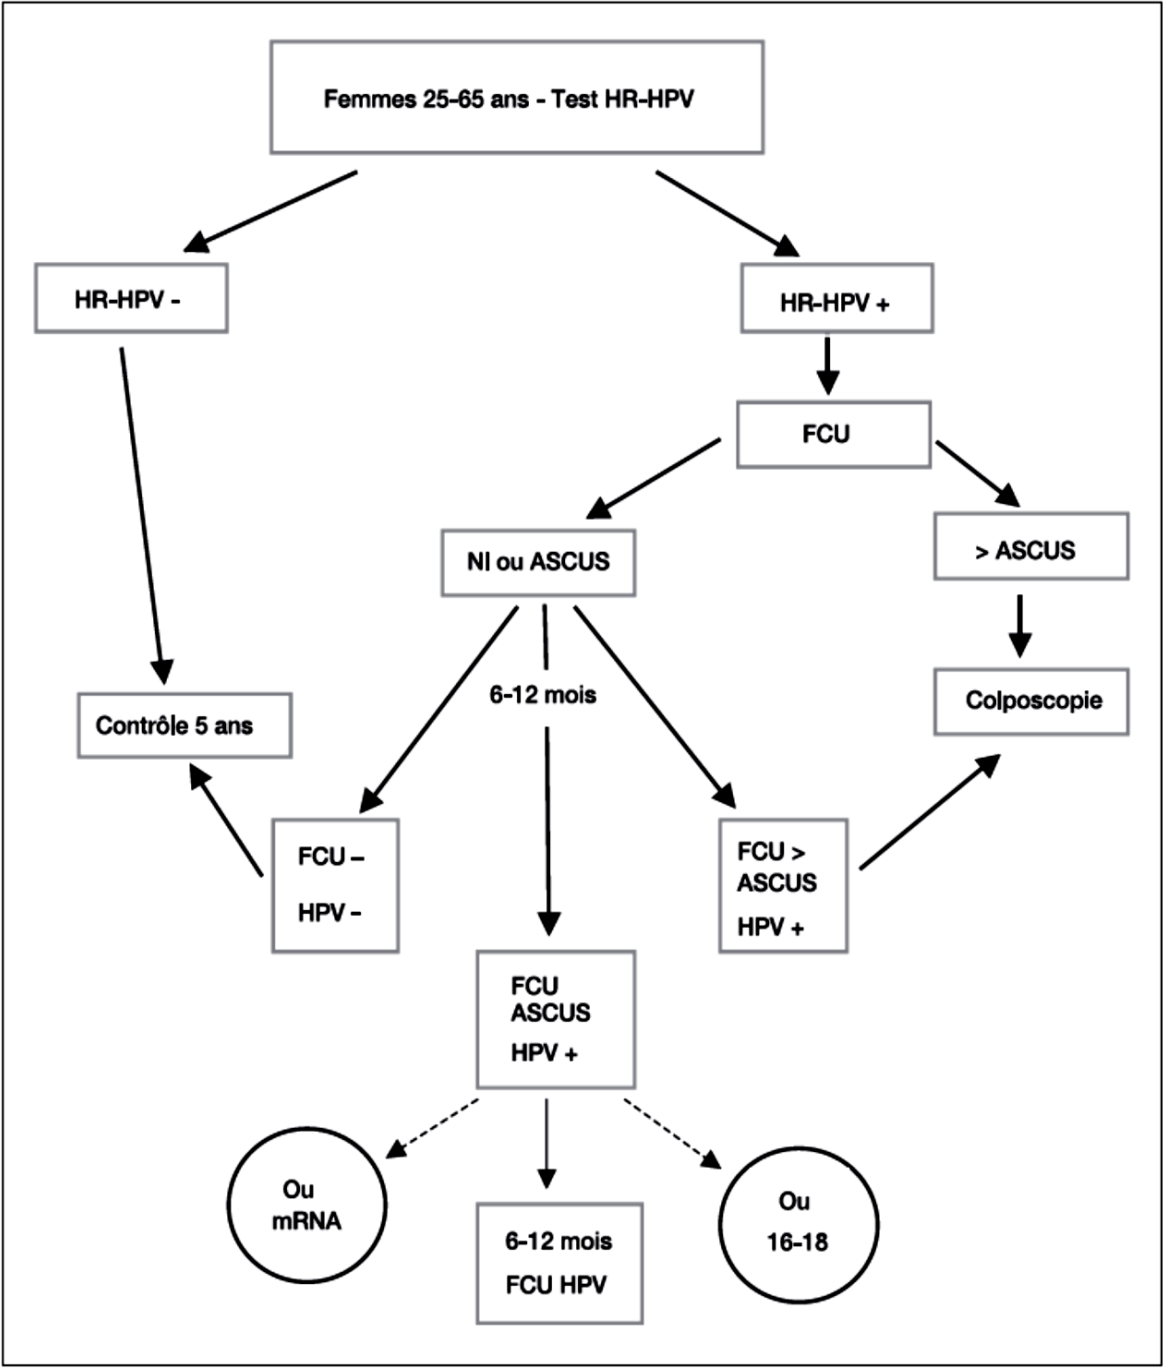 Femmes 25-65 ans - Test HR-HPV
HR-HPV -
HR-HPV +
FCU
NI ou ASCUS
> ASCUS
6-12 mois
Colposcopie
Contrôle 5 ans
FCU –
HPV –
FCU >
ASCUS
HPV +
FCU
ASCUS
HPV +
Ou
mRNA
6-12 mois
FCU HPV
Ou
16-18